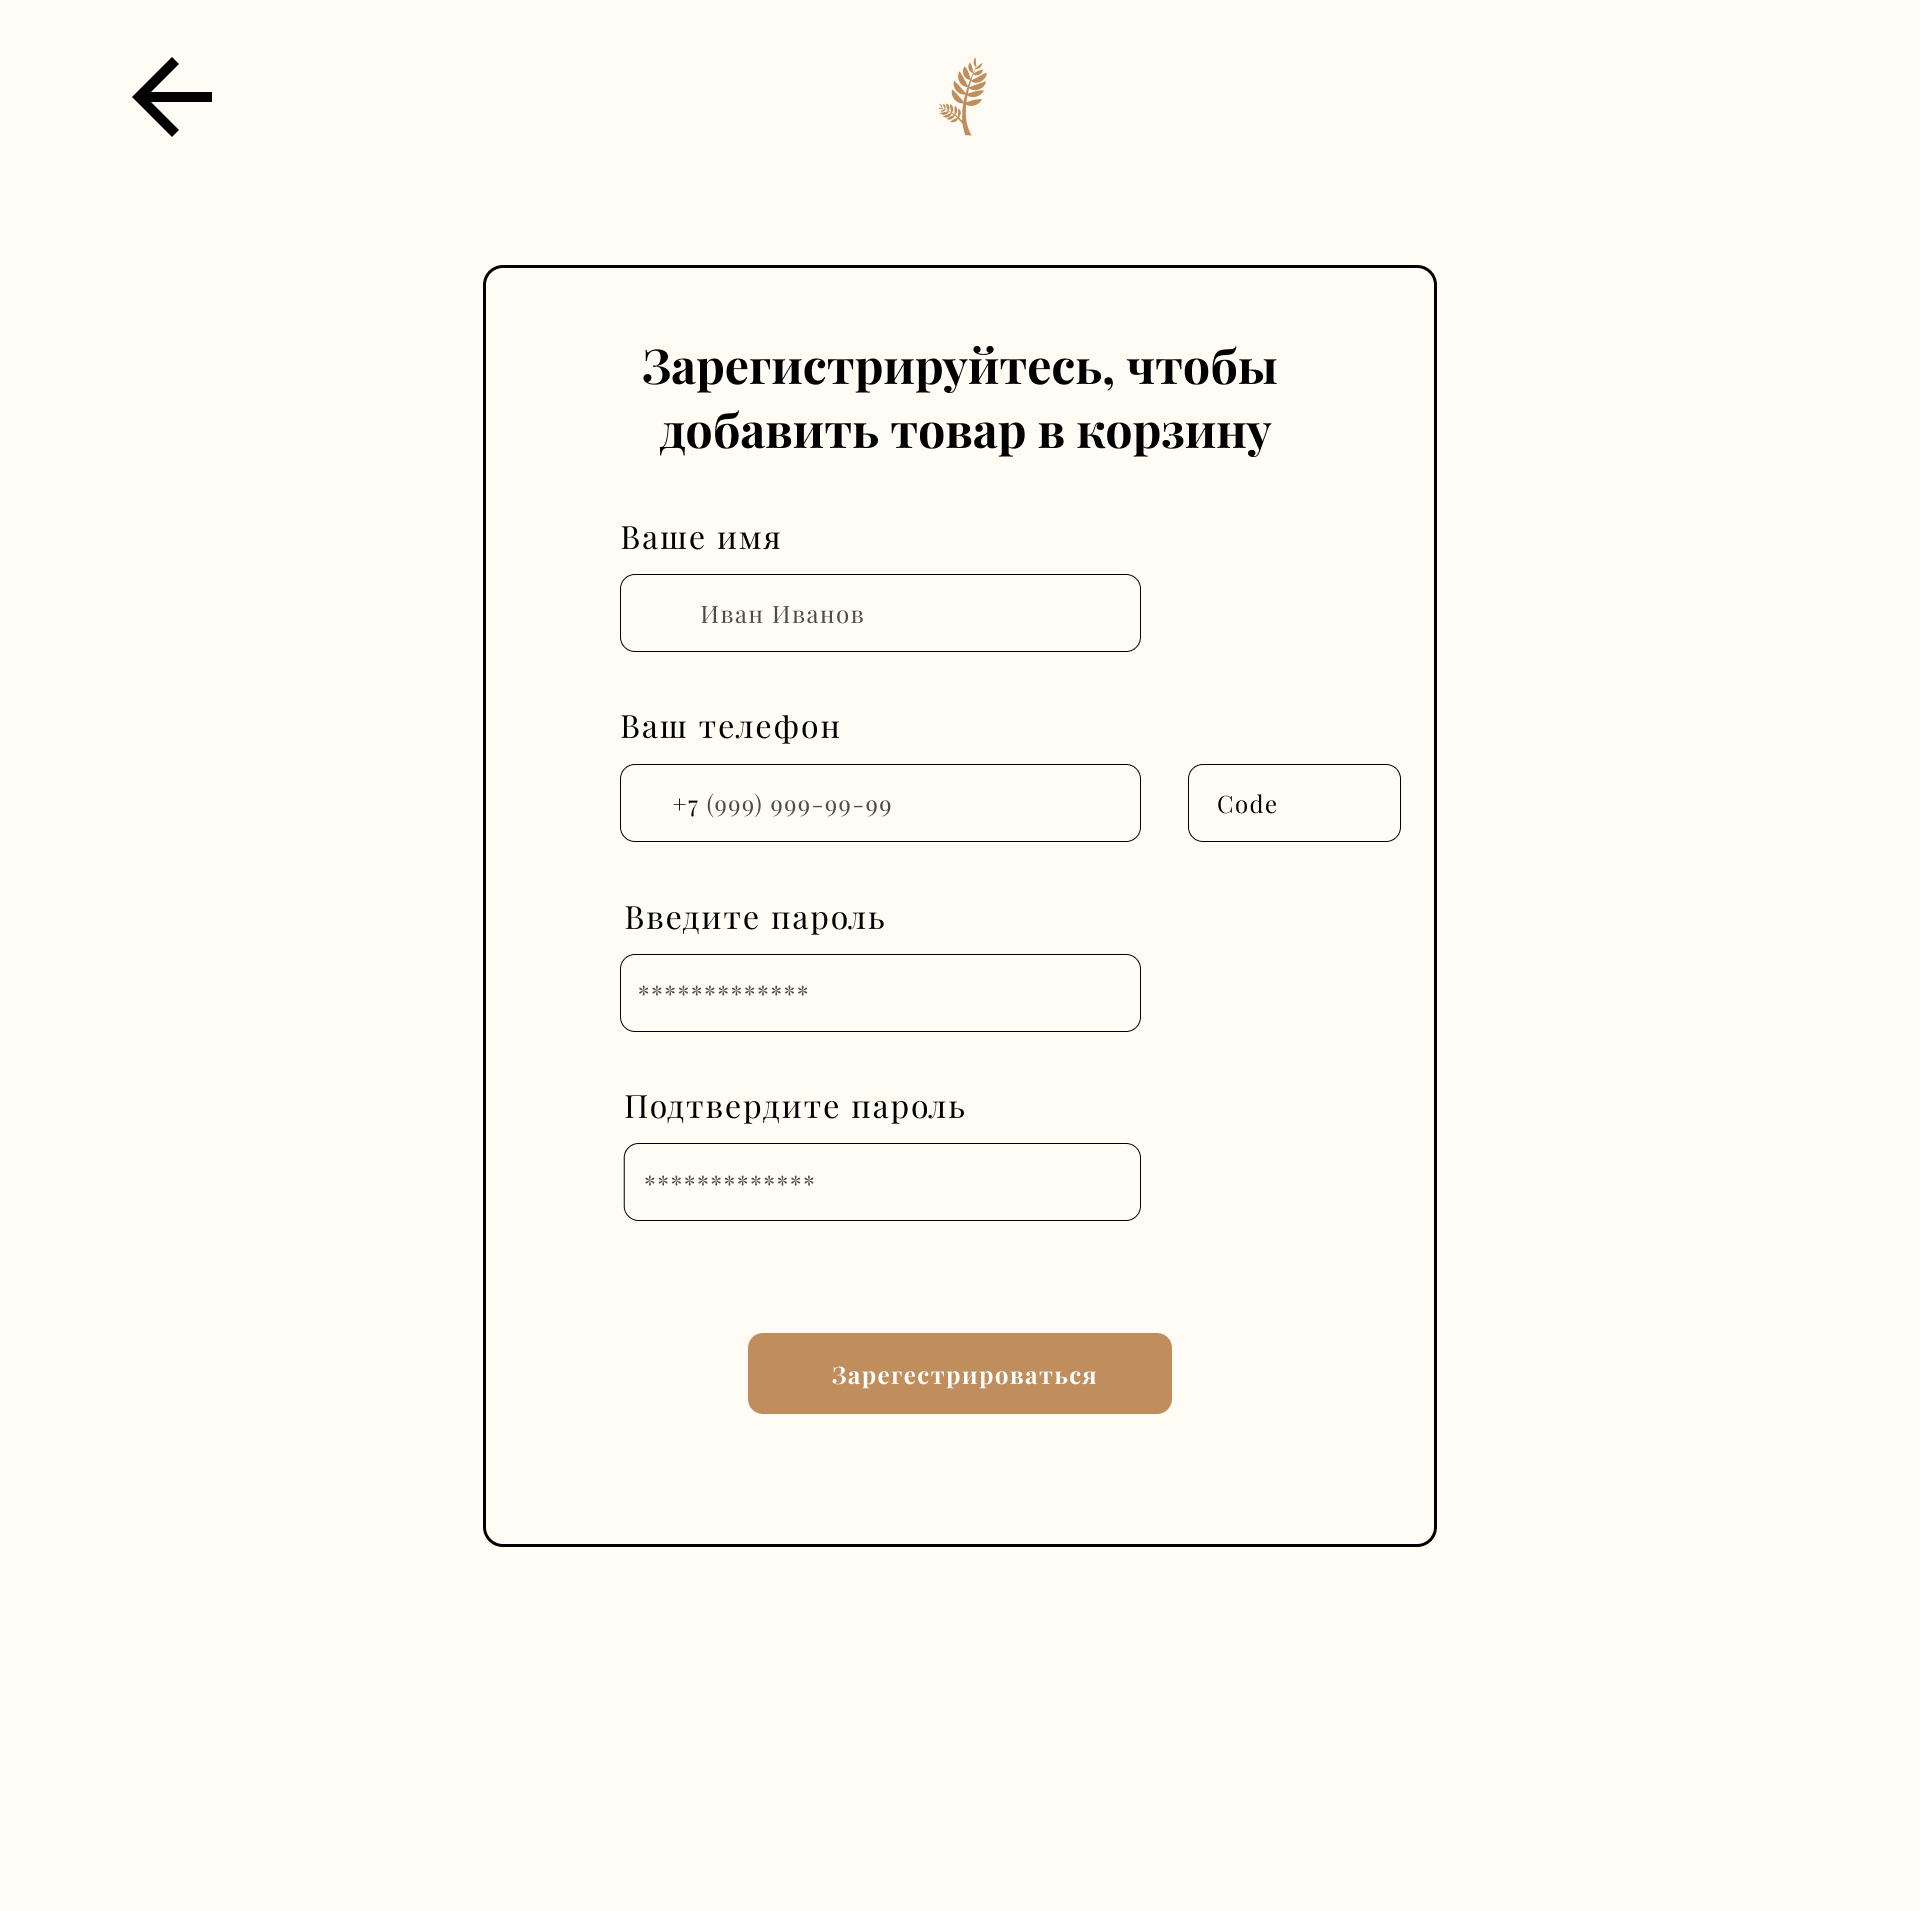 Зарегистрируйтесь, чтобы
добавить товар в корзину
Ваше имя
Иван Иванов
Ваш телефон
+7 (999) 999-99-99
Code
Введите пароль
*************
Подтвердите пароль
*************
Зарегестрироваться